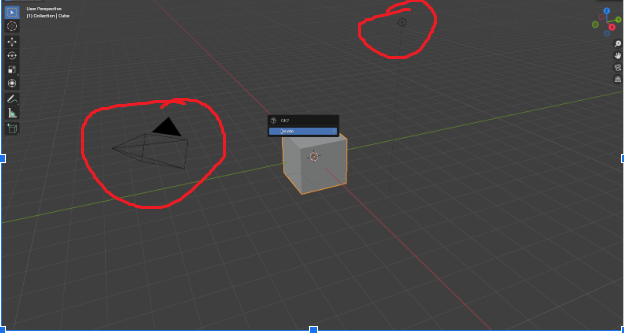 User Perspective
(1) Collection | Cube
OK?
Delete